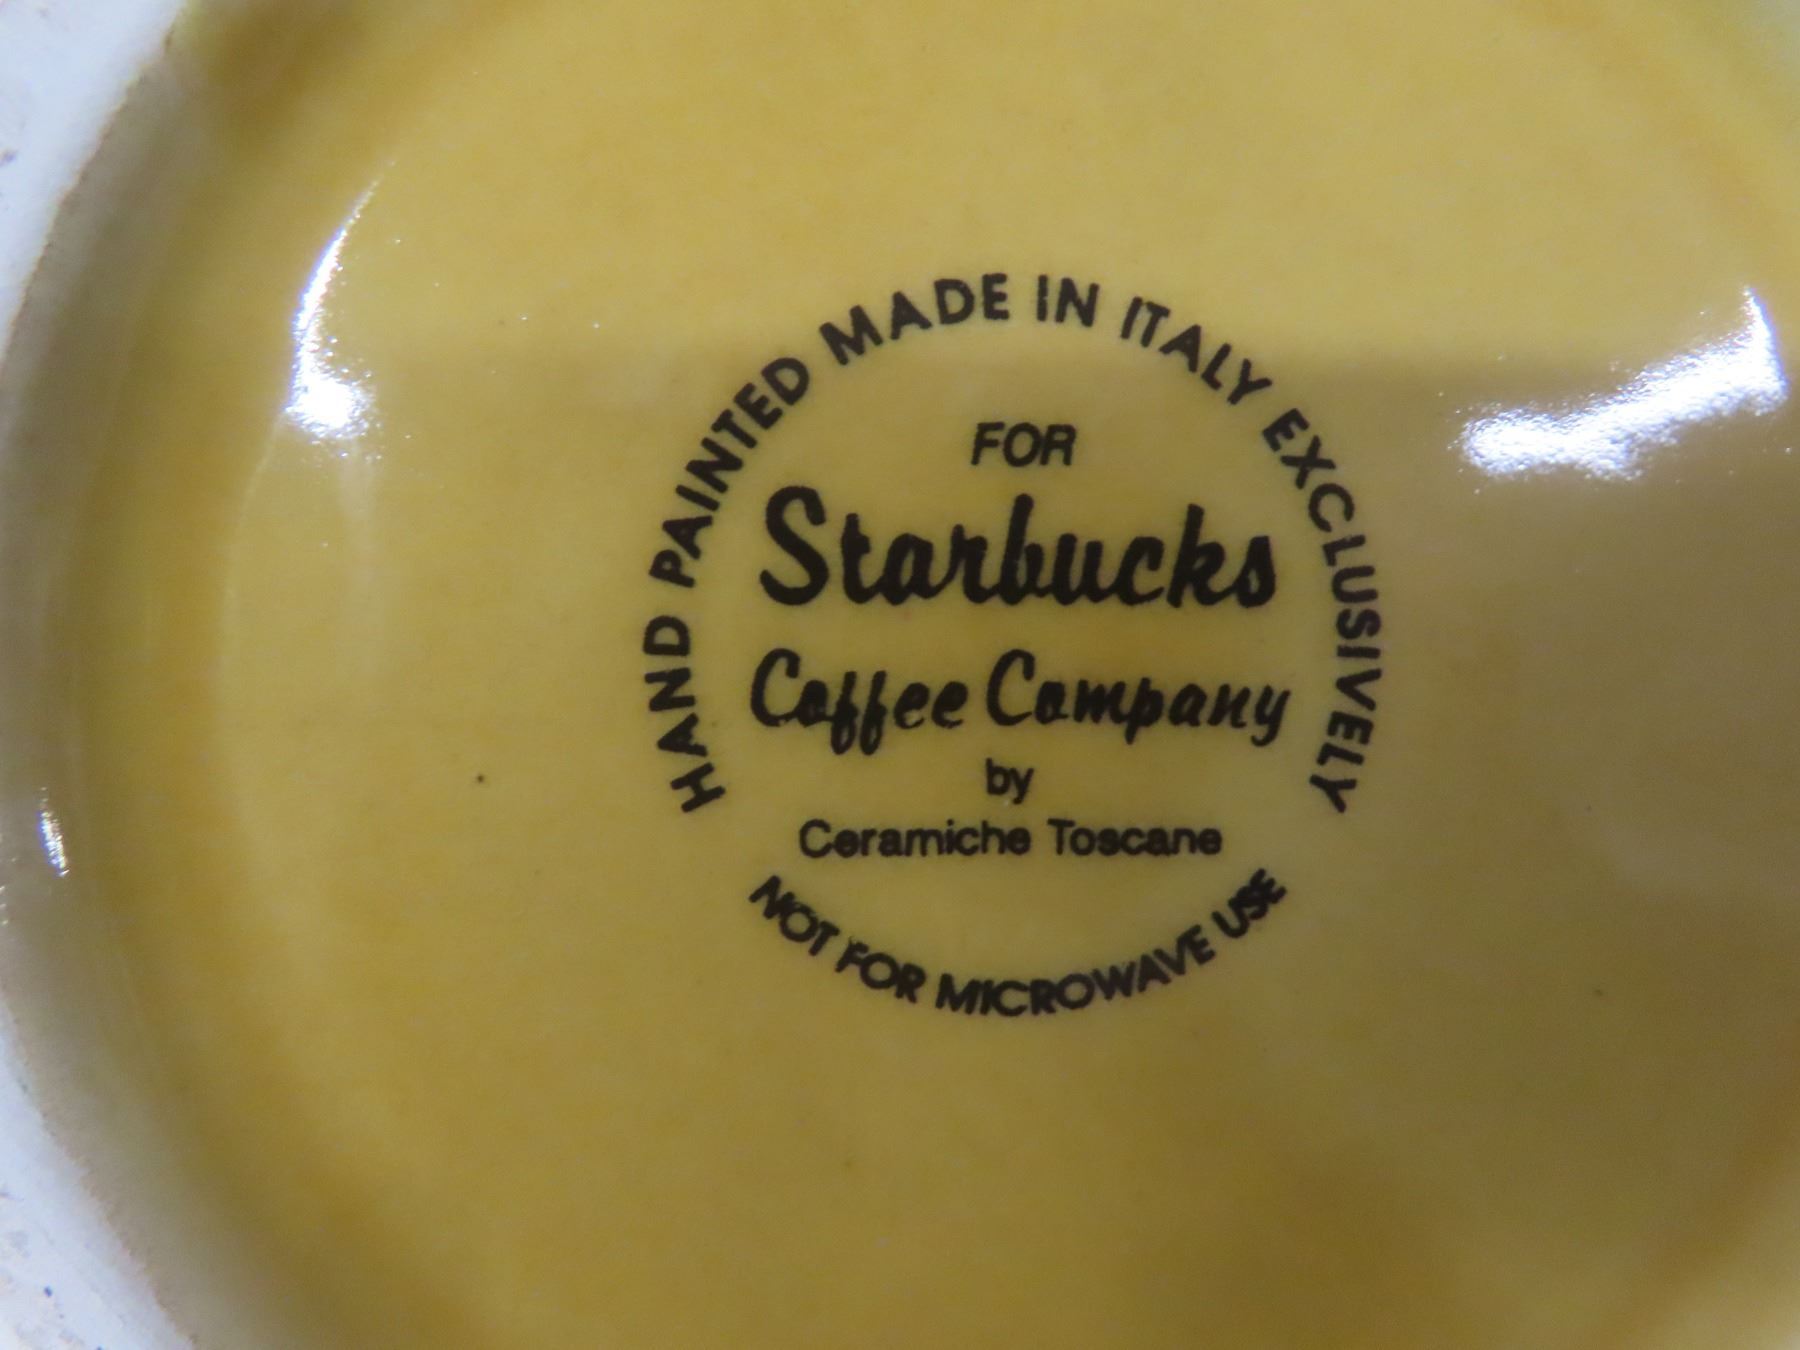 HAND PAINTED MADE IN ITALY EXCLUSIVELY
FOR
Starbucks
Coffee Company
by
Ceramiche Toscane
NOT FOR MICROWAVE USE